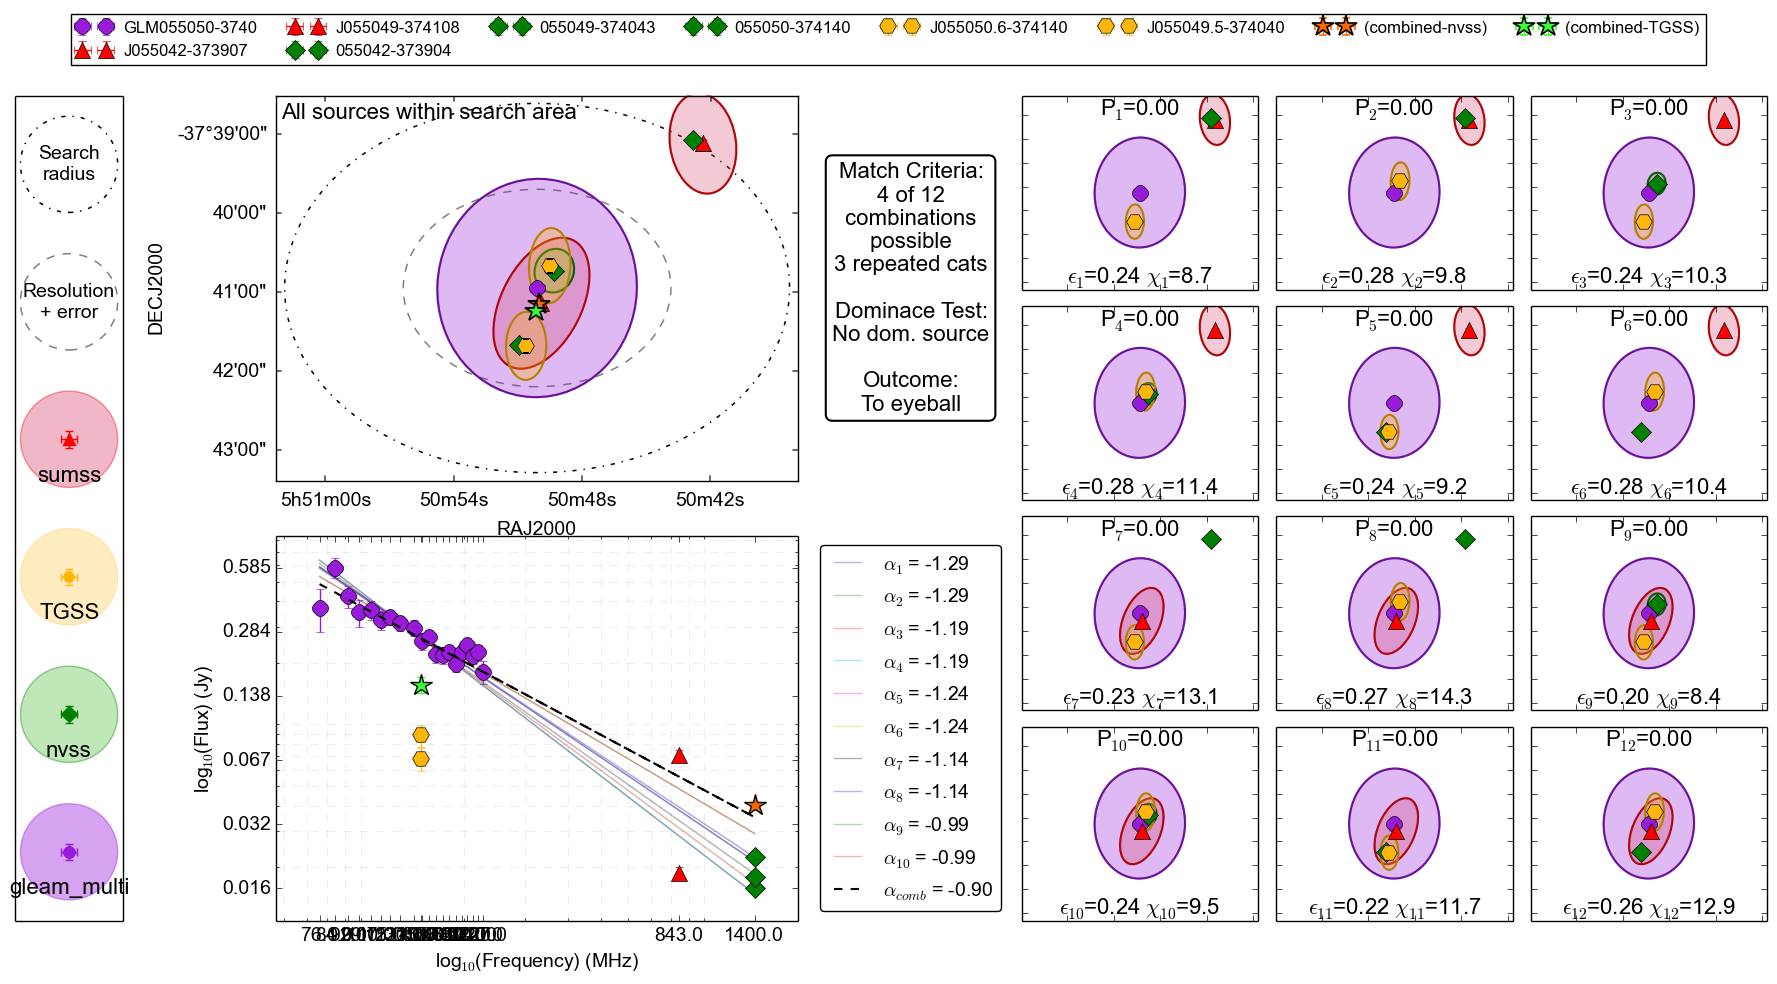 GLM055050-3740 J055049-374108 055049-374043 055050-374140 J055050.6-374140 J055049.5-374040 (combined-nvss) (combined-TGSS)
J055042-373907 055042-373904
Search
radius
Resolution
+ error
sumss
TGSS
nvss
gleam_multi
All sources within search area
DECJ2000
-37°39'00"
40'00"
41'00"
42'00"
43'00"
5h51m00s 50m54s 50m48s 50m42s
RAJ2000
Match Criteria:
4 of 12
combinations
possible
3 repeated cats
Dominace Test:
No dom. source
Outcome:
To eyeball
log₁₀(Flux) (Jy)
0.585
0.284
0.138
0.067
0.032
0.016
843.0 1400.0
log₁₀(Frequency) (MHz)
α₁ = -1.29
α₂ = -1.29
α₃ = -1.19
α₄ = -1.19
α₅ = -1.24
α₆ = -1.24
α₇ = -1.14
α₈ = -1.14
α₉ = -0.99
α₁₀ = -0.99
α_comb = -0.90
P₁=0.00
ϵ₁=0.24 χ₁=8.7
P₂=0.00
ϵ₂=0.28 χ₂=9.8
P₃=0.00
ϵ₃=0.24 χ₃=10.3
P₄=0.00
ϵ₄=0.28 χ₄=11.4
P₅=0.00
ϵ₅=0.24 χ₅=9.2
P₆=0.00
ϵ₆=0.28 χ₆=10.4
P₇=0.00
ϵ₇=0.23 χ₇=13.1
P₈=0.00
ϵ₈=0.27 χ₈=14.3
P₉=0.00
ϵ₉=0.20 χ₉=8.4
P₁₀=0.00
ϵ₁₀=0.24 χ₁₀=9.5
P₁₁=0.00
ϵ₁₁=0.22 χ₁₁=11.7
P₁₂=0.00
ϵ₁₂=0.26 χ₁₂=12.9